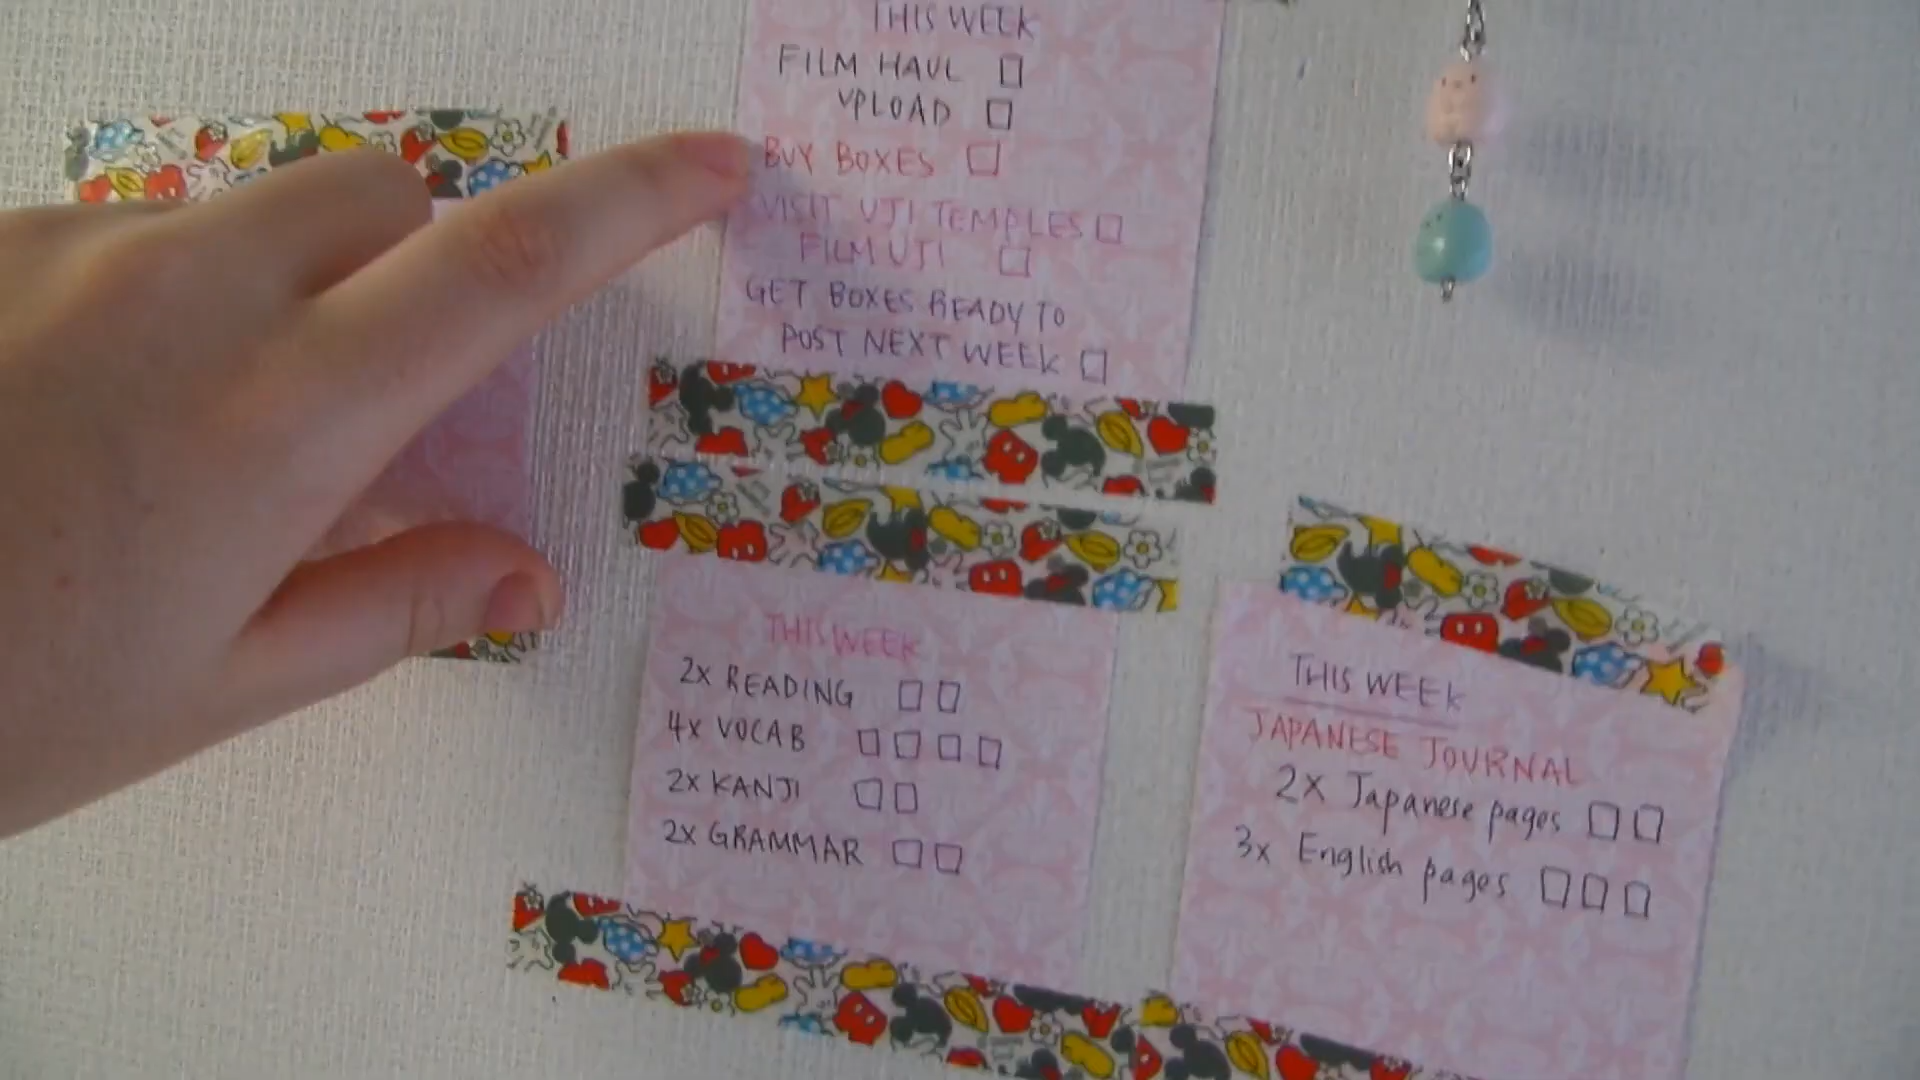 THIS WEEK
FILM HAUL
UPLOAD
BUY BOXES
VISIT UJI TEMPLES
FILM UJI
GET BOXES READY TO
POST NEXT WEEK
THIS WEEK
2x READING
4x VOCAB
2x KANJI
2x GRAMMAR
THIS WEEK
JAPANESE JOURNAL
2x Japanese pages
3x English pages